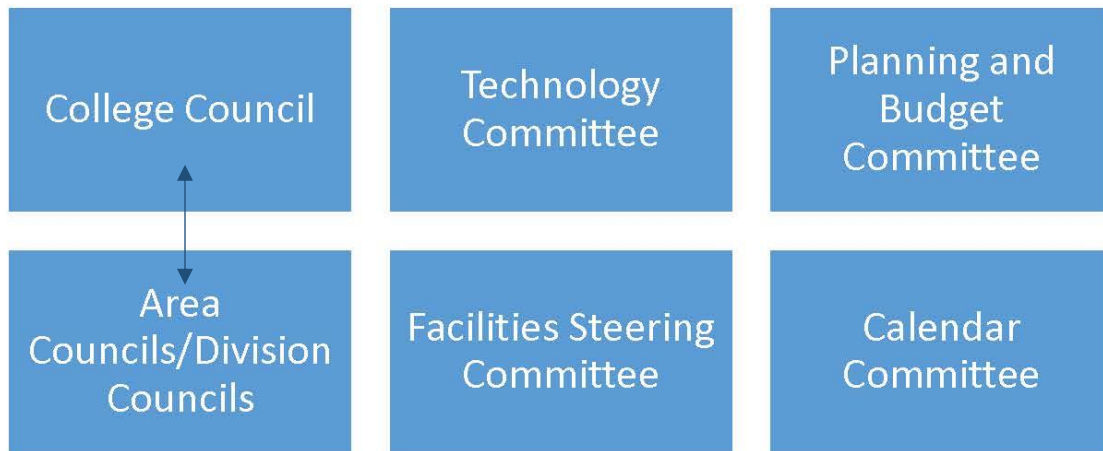 College Council
Technology
Committee
Planning and
Budget
Committee
Area
Councils/Division
Councils
Facilities Steering
Committee
Calendar
Committee